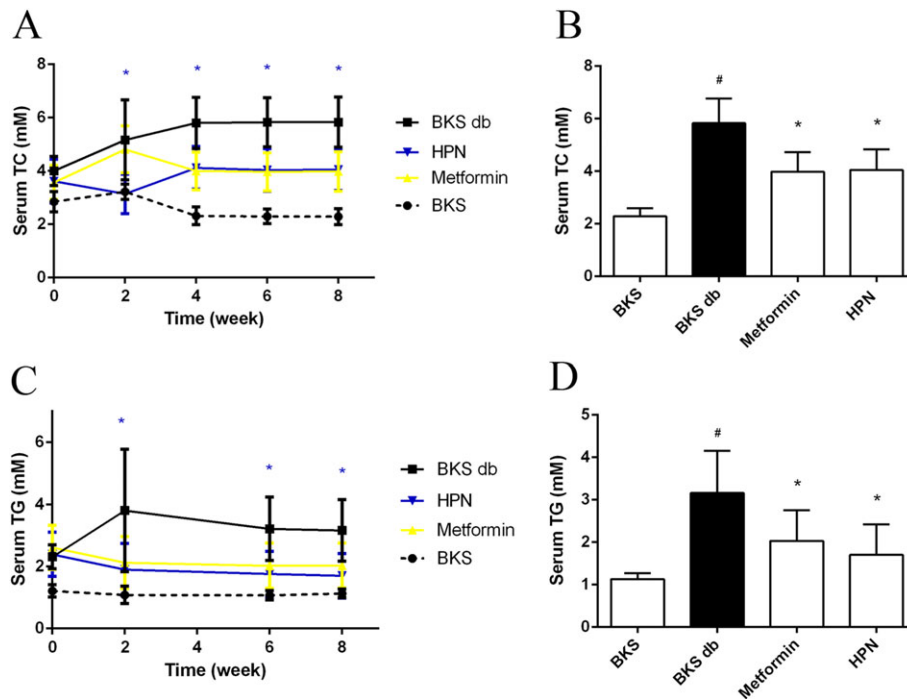 A
Serum TC (mM)
8
6
4
2
0
* * * *
0 2 4 6 8
Time (week)
BKS db
HPN
Metformin
BKS
B
Serum TC (mM)
8
6
4
2
0
#
* *
BKS BKS db Metformin HPN
C
Serum TG (mM)
6
4
2
0
* * *
0 2 4 6 8
Time (week)
BKS db
HPN
Metformin
BKS
D
Serum TG (mM)
5
4
3
2
1
0
#
* *
BKS BKS db Metformin HPN